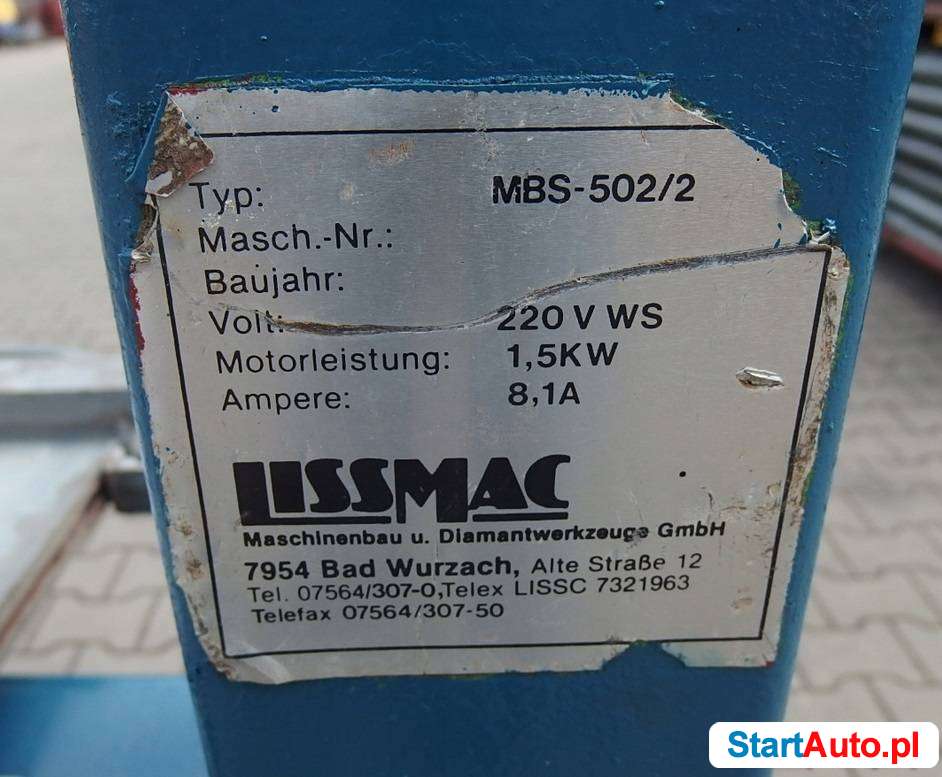 Typ: MBS-502/2
Masch.-Nr.:
Baujahr:
Volt: 220 V WS
Motorleistung: 1,5KW
Ampere: 8,1A
LISSMAC
Maschinenbau u. Diamantwerkzeuge GmbH
7954 Bad Wurzach, Alte Straße 12
Tel. 07564/307-0,Telex LISSC 7321963
Telefax 07564/307-50
StartAuto.pl